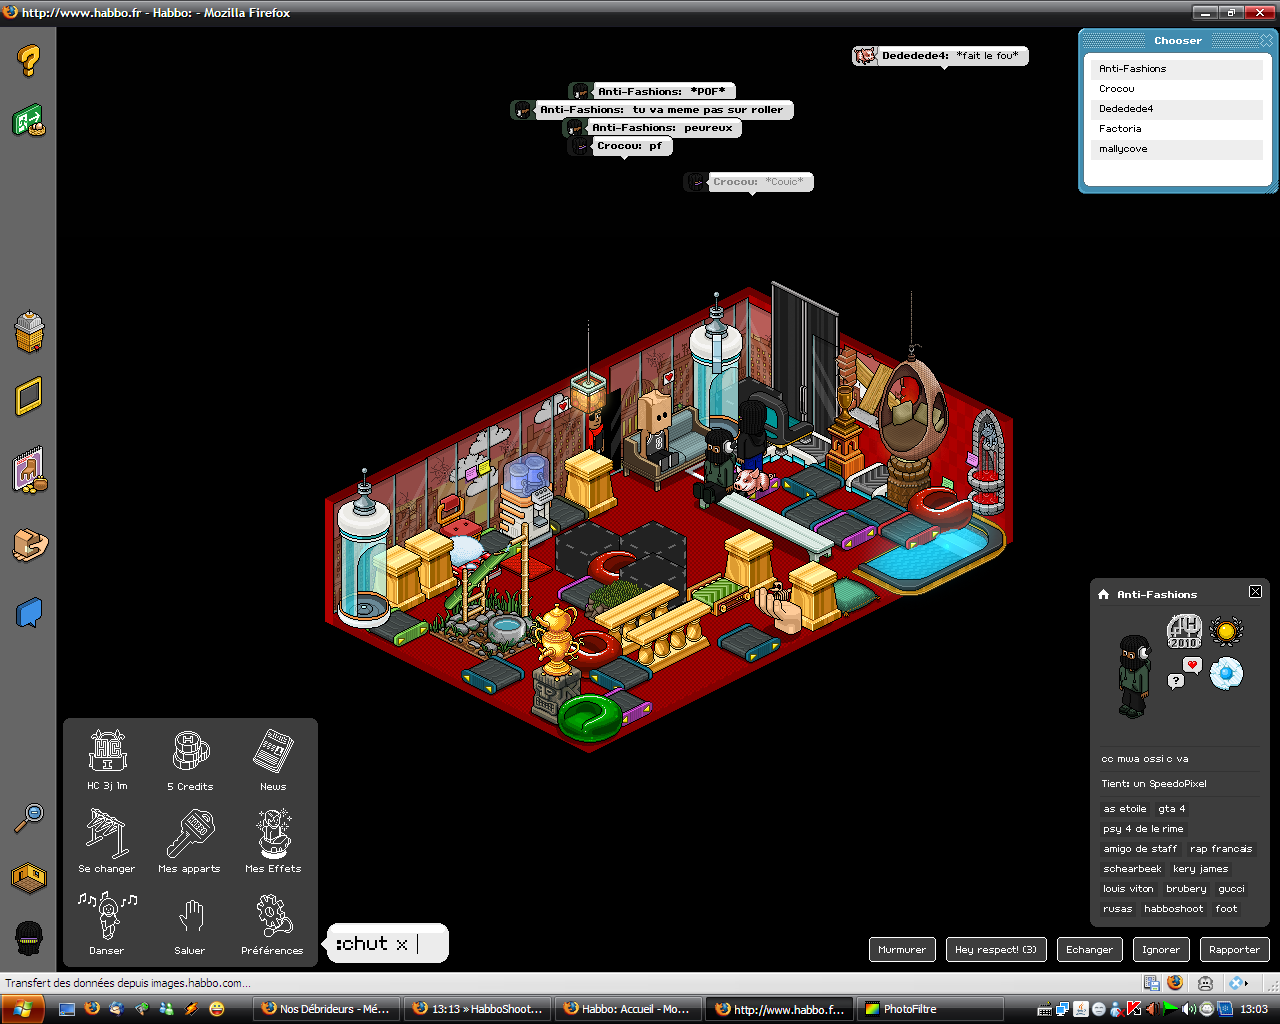 http://www.habbo.fr - Habbo: - Mozilla Firefox
Chooser
Anti-Fashions
Crocou
Dededede4
Factoria
mallycove
Dededede4: *fait le fou*
Anti-Fashions: *POF*
Anti-Fashions: tu va meme pas sur roller
Anti-Fashions: peureux
Crocou: pf
Crocou: *Couic*
Anti-Fashions
2010
cc mwa ossi c va
Tient: un SpeedoPixel
as etoile gta 4
psy 4 de le rime
amigo de staff rap francais
schearbeek kery james
louis viton brubery gucci
rusas habboshoot foot
HC 3j 1m
5 Credits
News
Se changer
Mes apparts
Mes Effets
Danser
Saluer
Préférences
:chut x
Murmurer
Hey respect! (3)
Echanger
Ignorer
Rapporter
Transfert des données depuis images.habbo.com...
Nos Débrideurs - Mé...
13:13 » HabboShoot...
Habbo: Accueil - Mo...
http://www.habbo.f...
PhotoFiltre
13:03